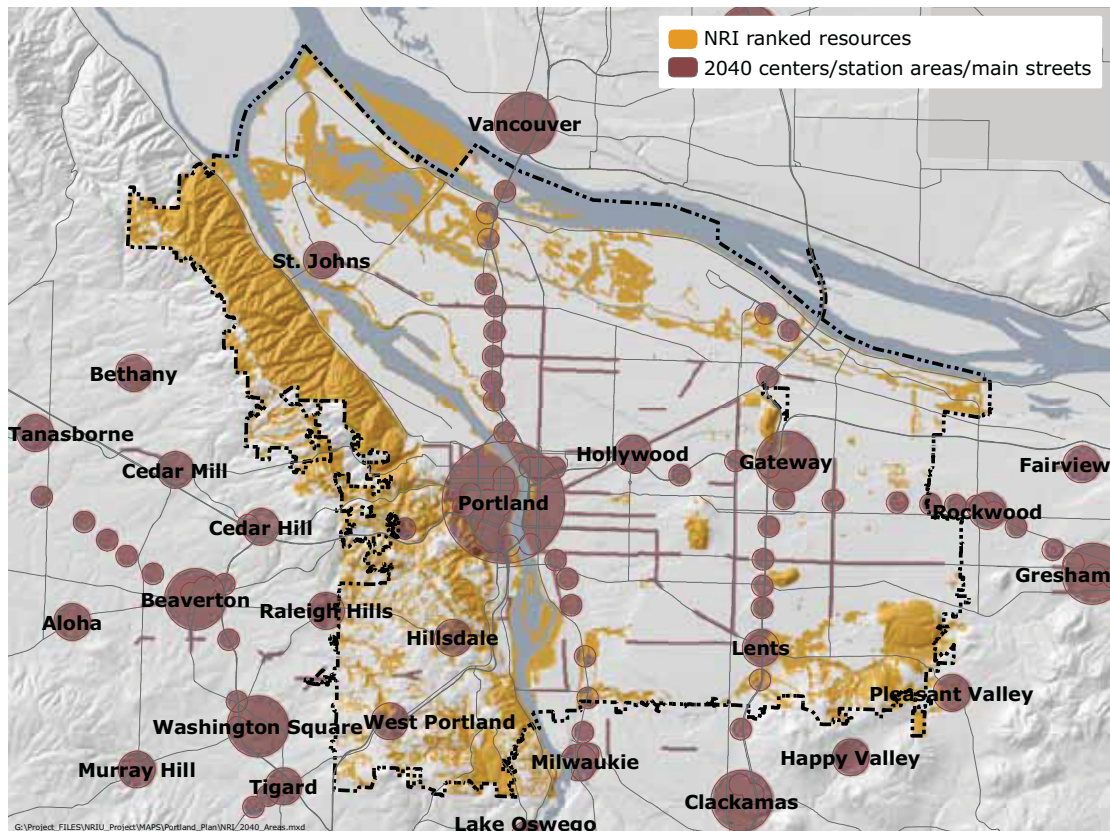 NRI ranked resources
2040 centers/station areas/main streets
Vancouver
St. Johns
Bethany
Tanasborne
Hollywood
Cedar Mill
Gateway
Fairview
Portland
Rockwood
Cedar Hill
Gresham
Beaverton
Raleigh Hills
Aloha
Hillsdale
Lents
Pleasant Valley
Washington Square
West Portland
Milwaukie
Happy Valley
Murray Hill
Tigard
Clackamas
Lake Oswego
G:\Project_FILES\NRIU_Project\MAPS\Portland_Plan\NRI_2040_Areas.mxd